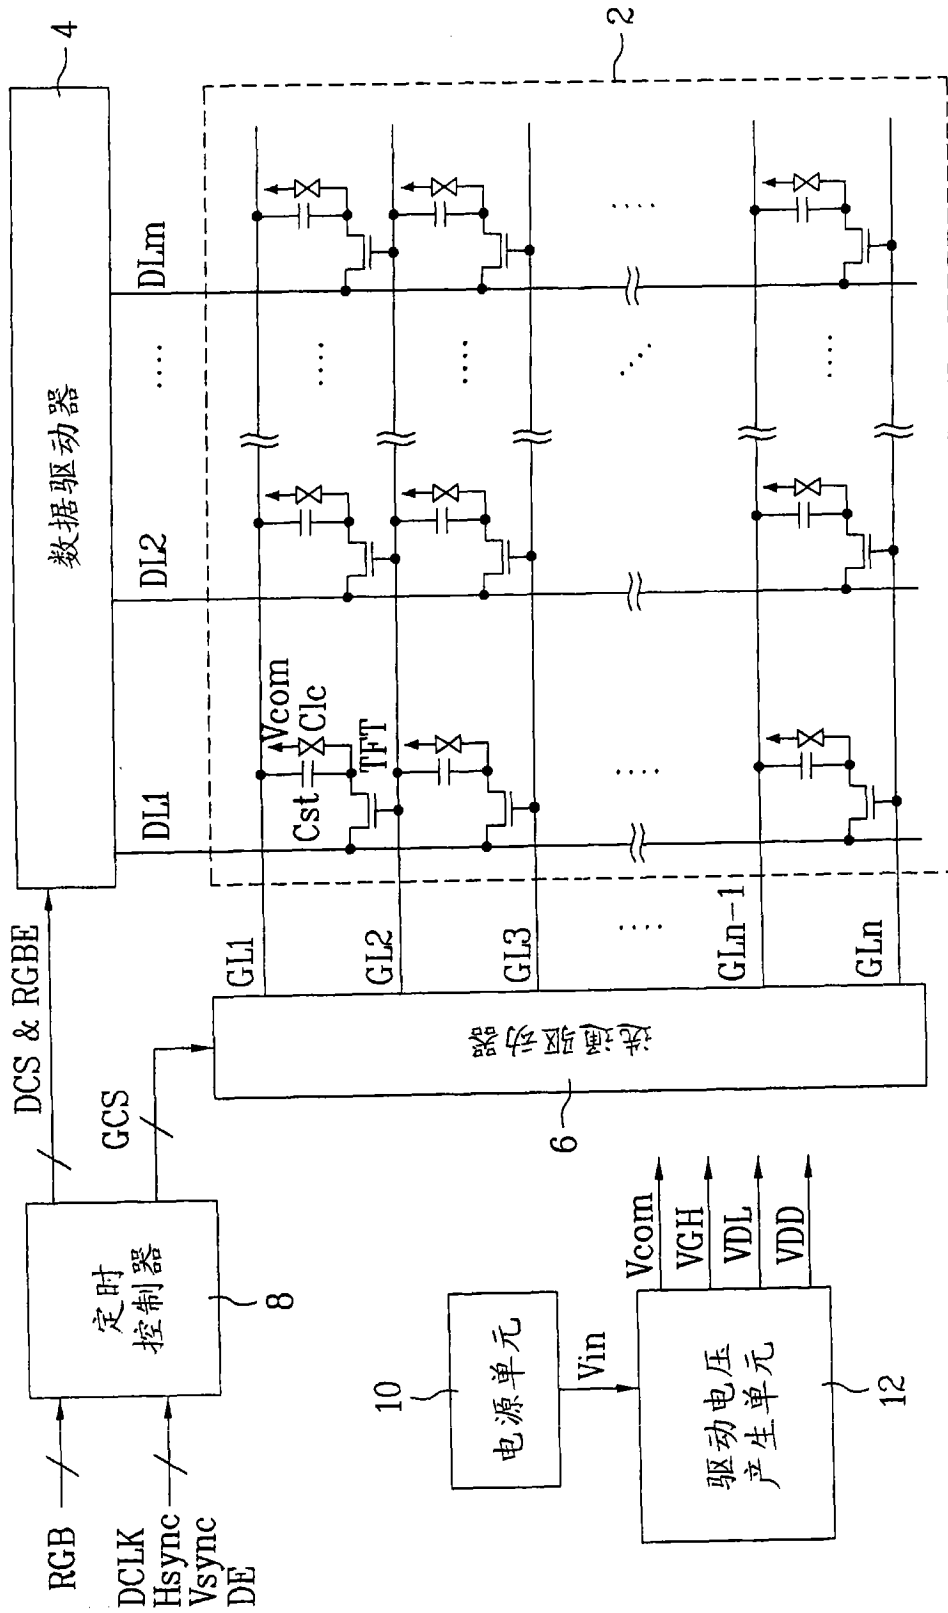 4
数据驱动器
2
DCS & RGBE
DL1
DL2
DLm
....
Vcom
Clc
Cst
TFT
GL1
GL2
GL3
....
GLn-1
GLn
....
....
....
....
....
....
选通驱动器
6
GCS
定时
控制器
8
RGB
DCLK
Hsync
Vsync
DE
10
电源单元
Vin
驱动电压
产生单元
12
Vcom
VGH
VDL
VDD